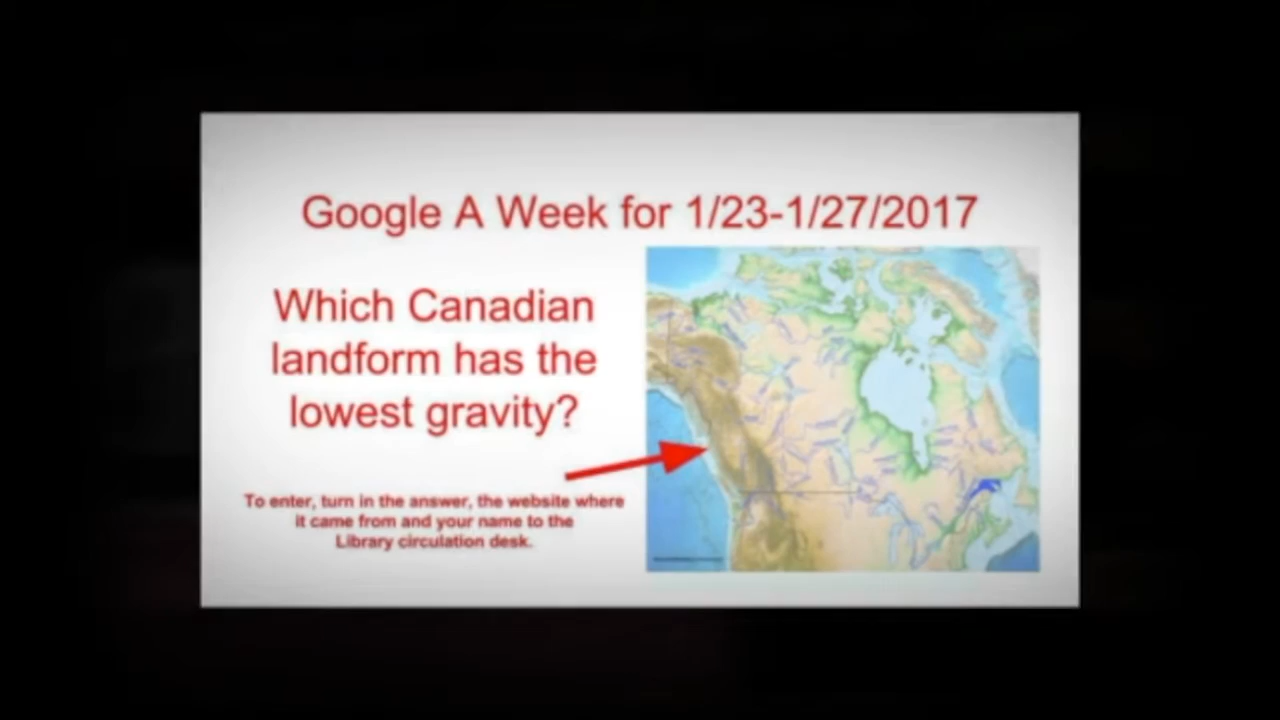 Google A Week for 1/23-1/27/2017
Which Canadian
landform has the
lowest gravity?
To enter, turn in the answer, the website where
it came from and your name to the
Library circulation desk.